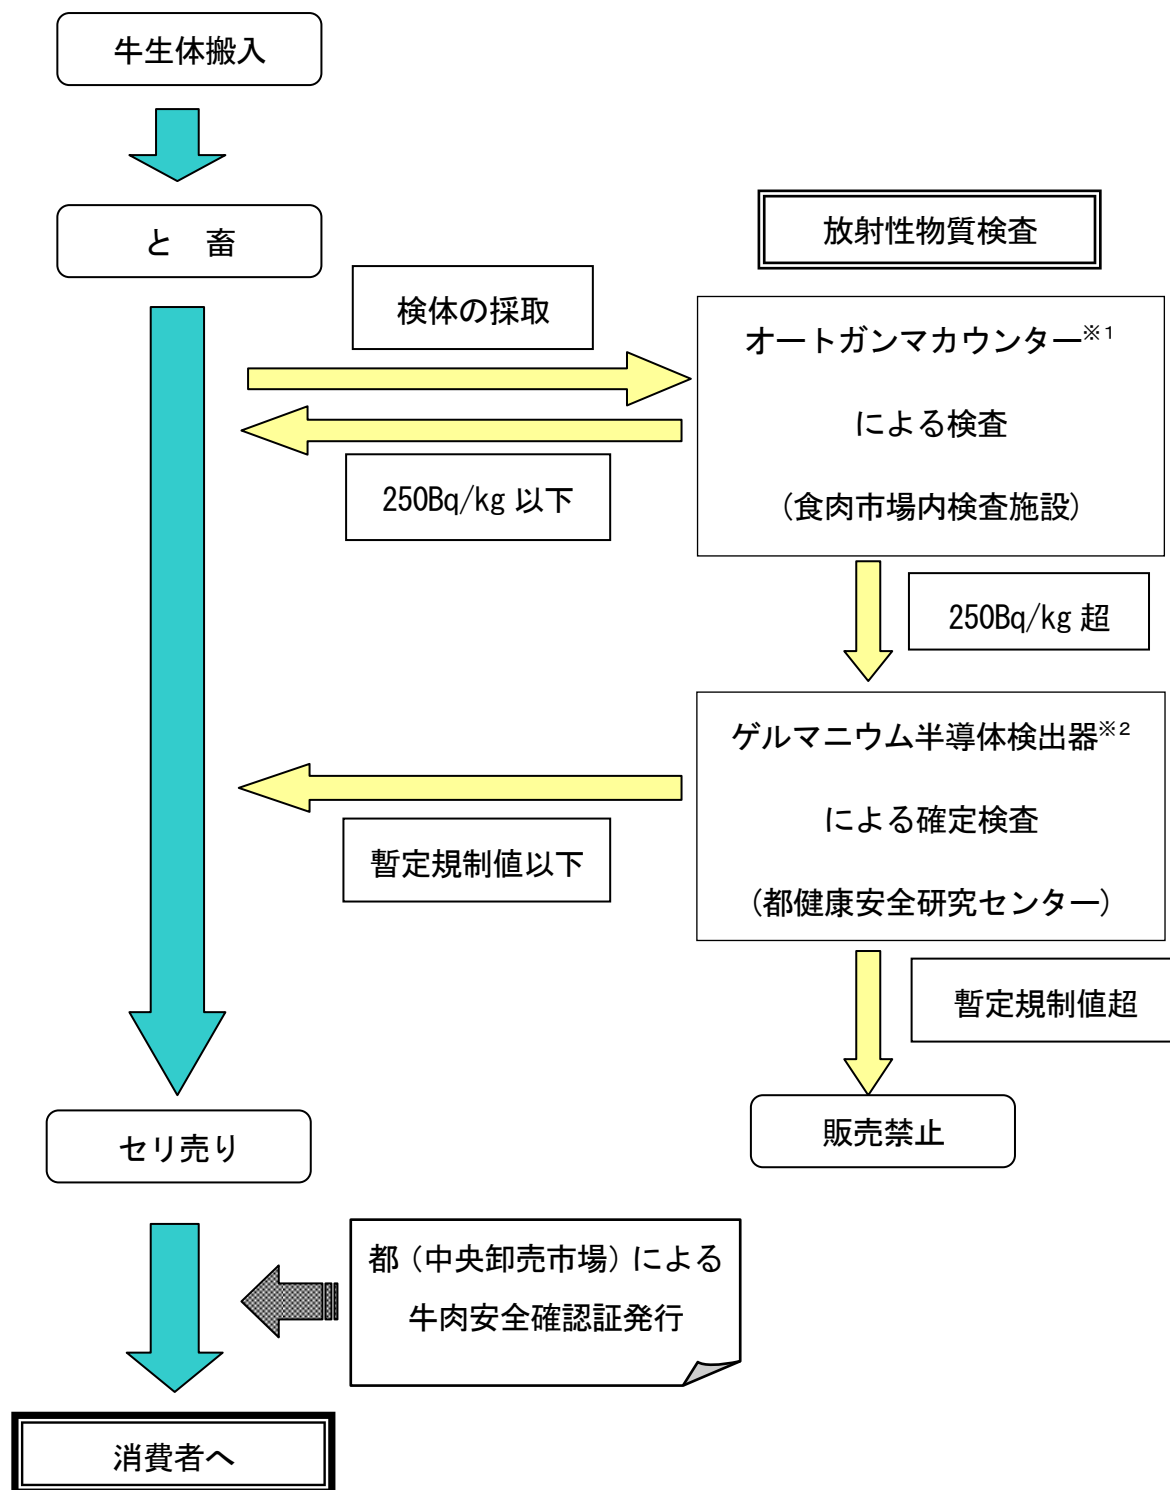 牛生体搬入
と　畜
放射性物質検査
検体の採取
オートガンマカウンター※1
による検査
（食肉市場内検査施設）
250Bq/kg 以下
250Bq/kg 超
ゲルマニウム半導体検出器※2
による確定検査
（都健康安全研究センター）
暫定規制値以下
暫定規制値超
セリ売り
販売禁止
都（中央卸売市場）による
牛肉安全確認証発行
消費者へ